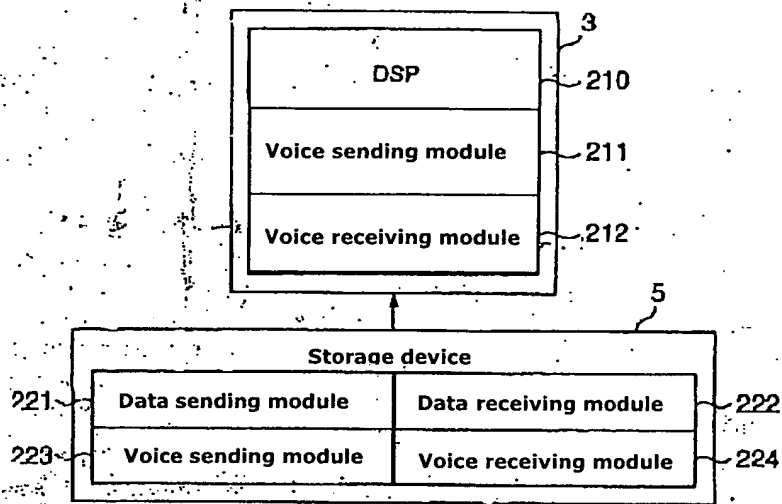 3
DSP
210
Voice sending module
211
Voice receiving module
212
5
Storage device
221
Data sending module
Data receiving module
222
223
Voice sending module
Voice receiving module
224